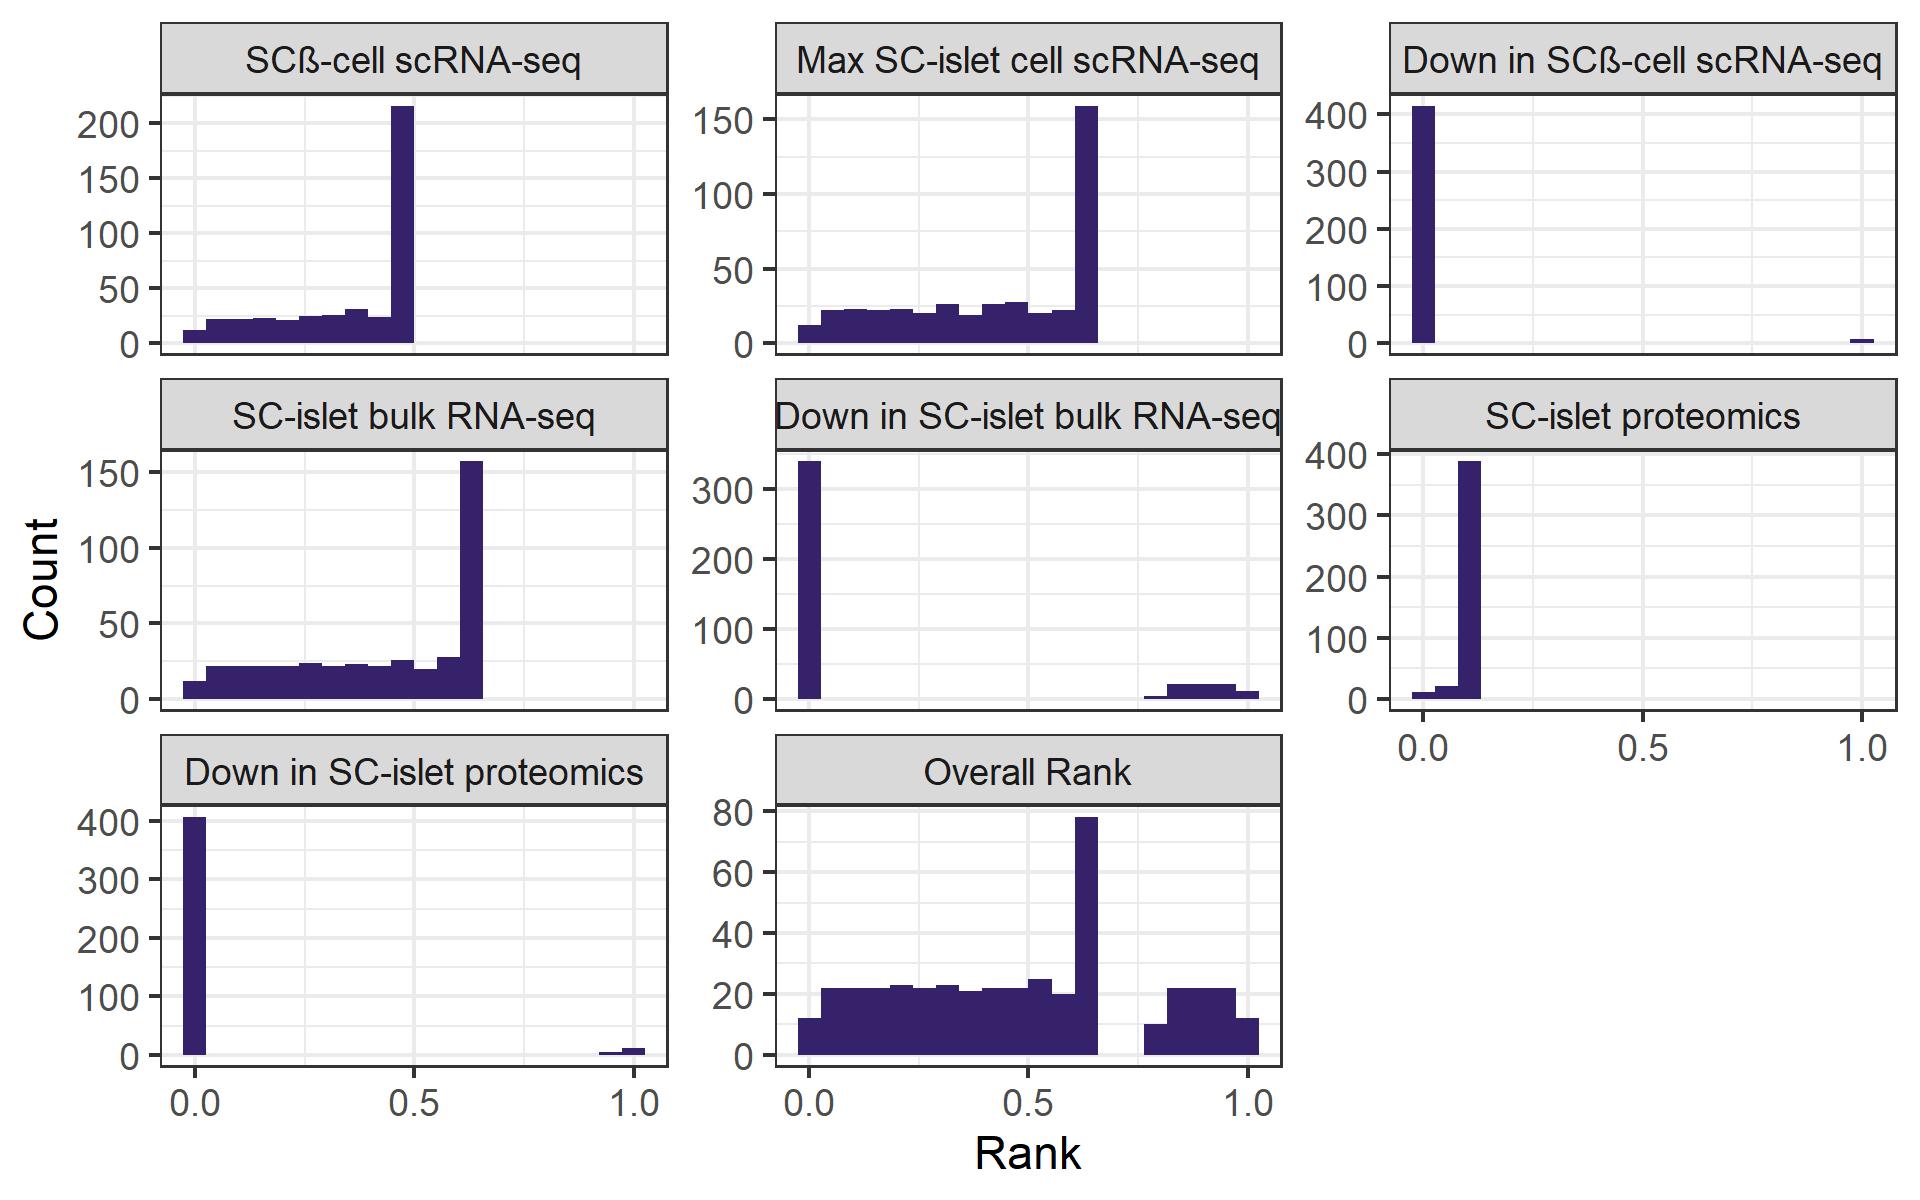 SCß-cell scRNA-seq
200
150
100
50
0
Max SC-islet cell scRNA-seq
150
100
50
0
Down in SCß-cell scRNA-seq
400
300
200
100
0
SC-islet bulk RNA-seq
150
100
50
0
Down in SC-islet bulk RNA-seq
300
200
100
0
SC-islet proteomics
400
300
200
100
0
0.0 0.5 1.0
Count
Down in SC-islet proteomics
400
300
200
100
0
0.0 0.5 1.0
Overall Rank
80
60
40
20
0
0.0 0.5 1.0
Rank